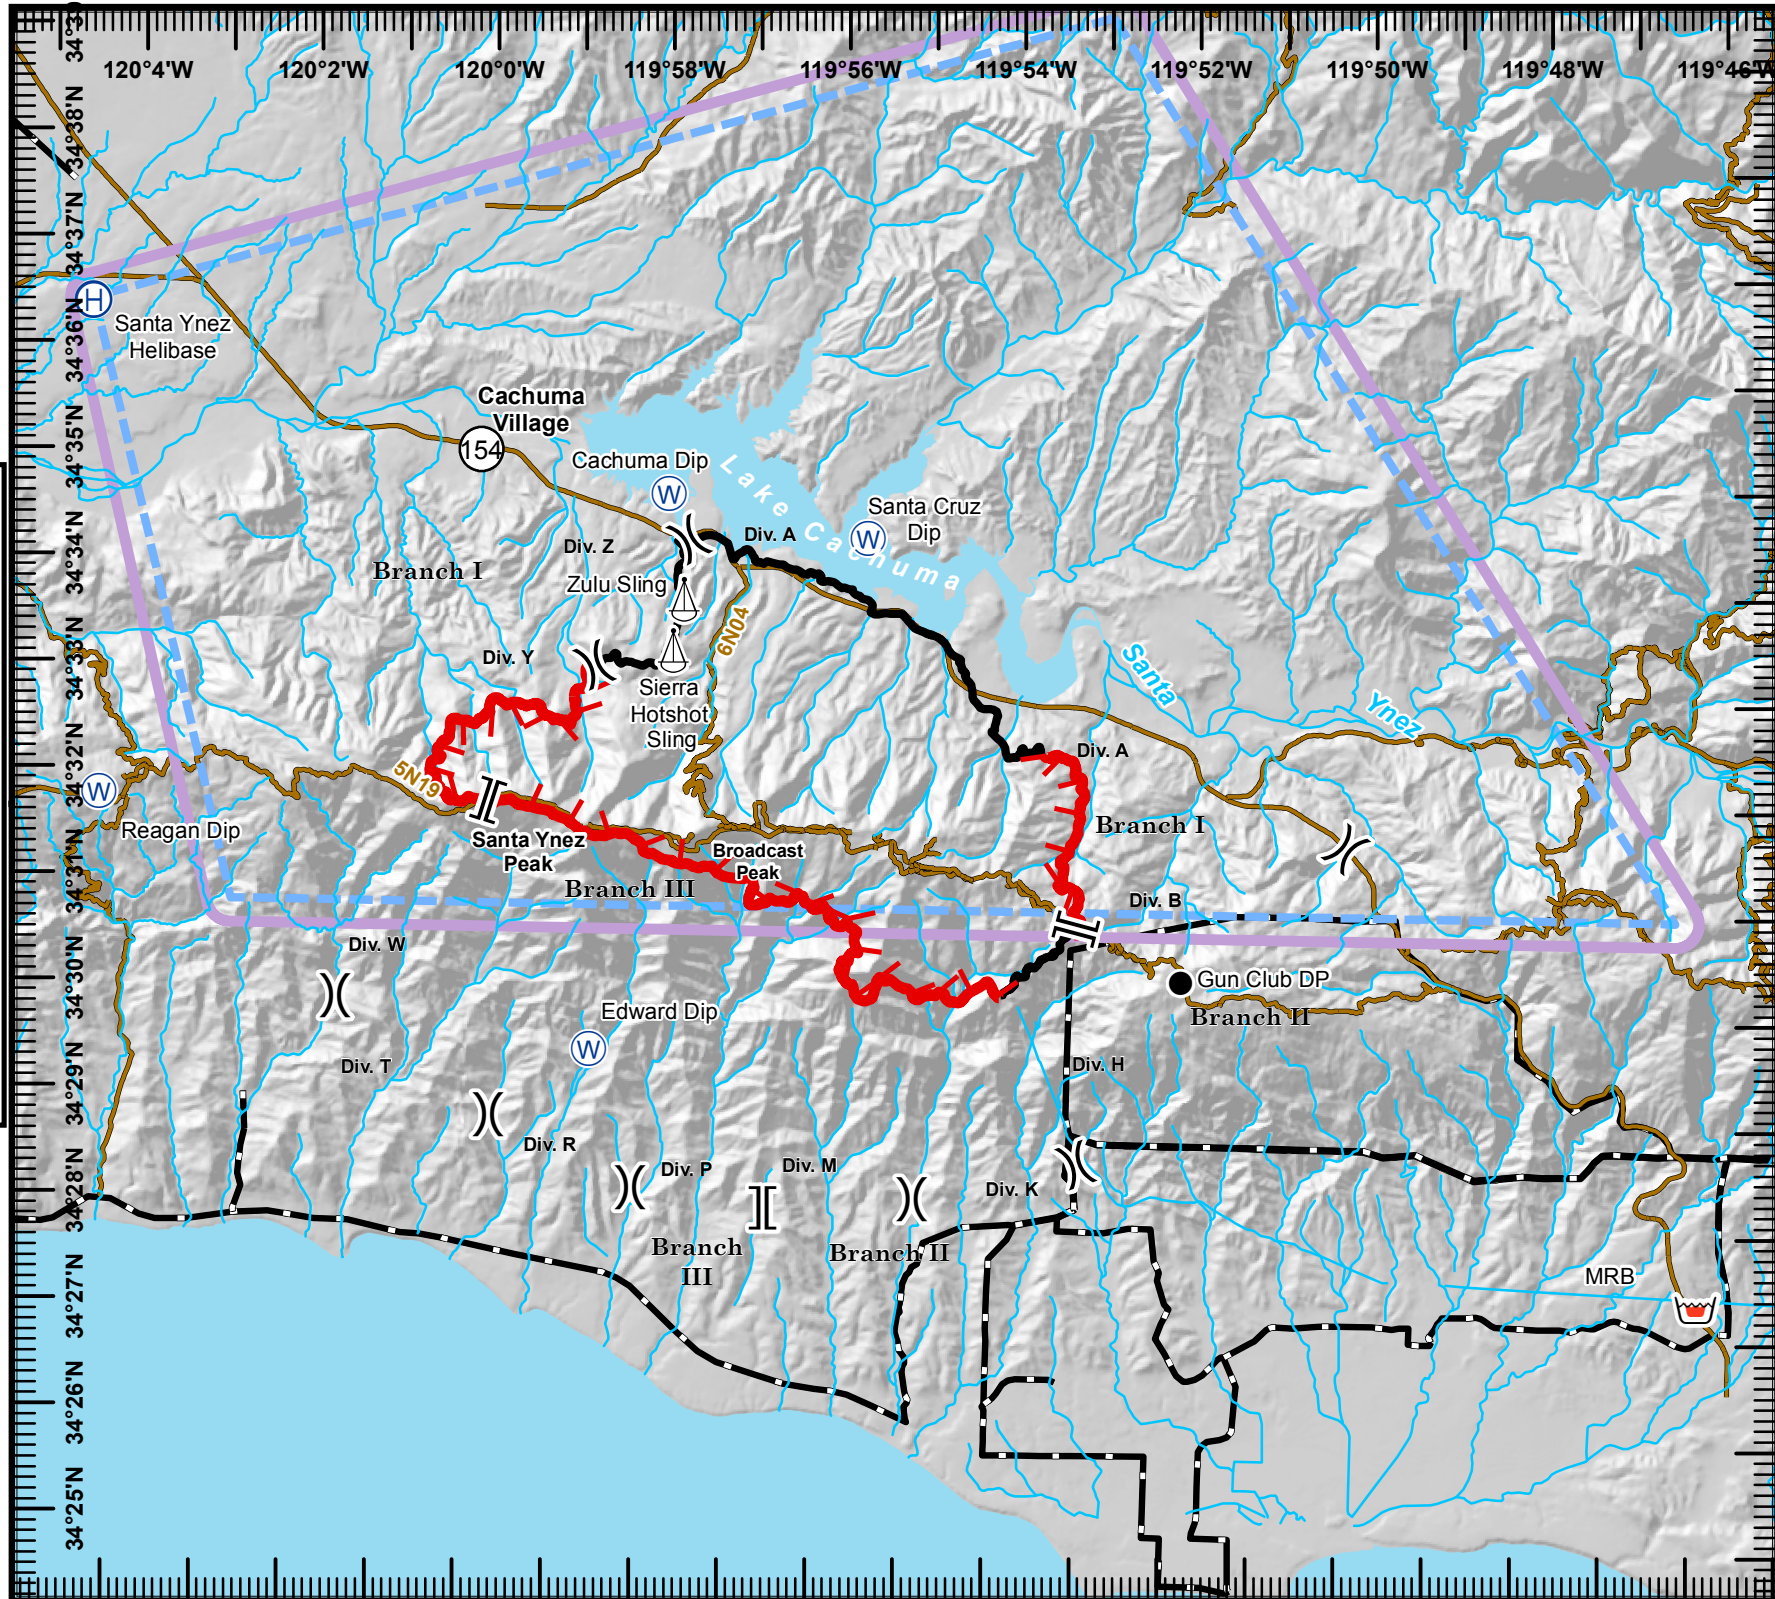 120°4'W
120°2'W
120°0'W
119°58'W
119°56'W
119°54'W
119°52'W
119°50'W
119°48'W
119°46'W
34°39
34°38'N
34°37'N
34°36'N
34°35'N
34°34'N
34°33'N
34°32'N
34°31'N
34°30'N
34°29'N
34°28'N
34°27'N
34°26'N
34°25'N
H
Santa Ynez
Helibase
Cachuma
Village
154
Cachuma Dip
W
Lake Cachuma
Santa Cruz
Dip
W
Div. A
Div. Z
Branch I
Zulu Sling
6N04
Div. Y
Sierra
Hotshot
Sling
Santa
Ynez
Div. A
5N19
W
Reagan Dip
Santa Ynez
Peak
Broadcast
Peak
Branch I
Branch III
Div. B
Div. W
Gun Club DP
Edward Dip
W
Branch II
Div. T
Div. H
Div. R
Div. P
Div. M
Div. K
Branch
III
Branch II
MRB